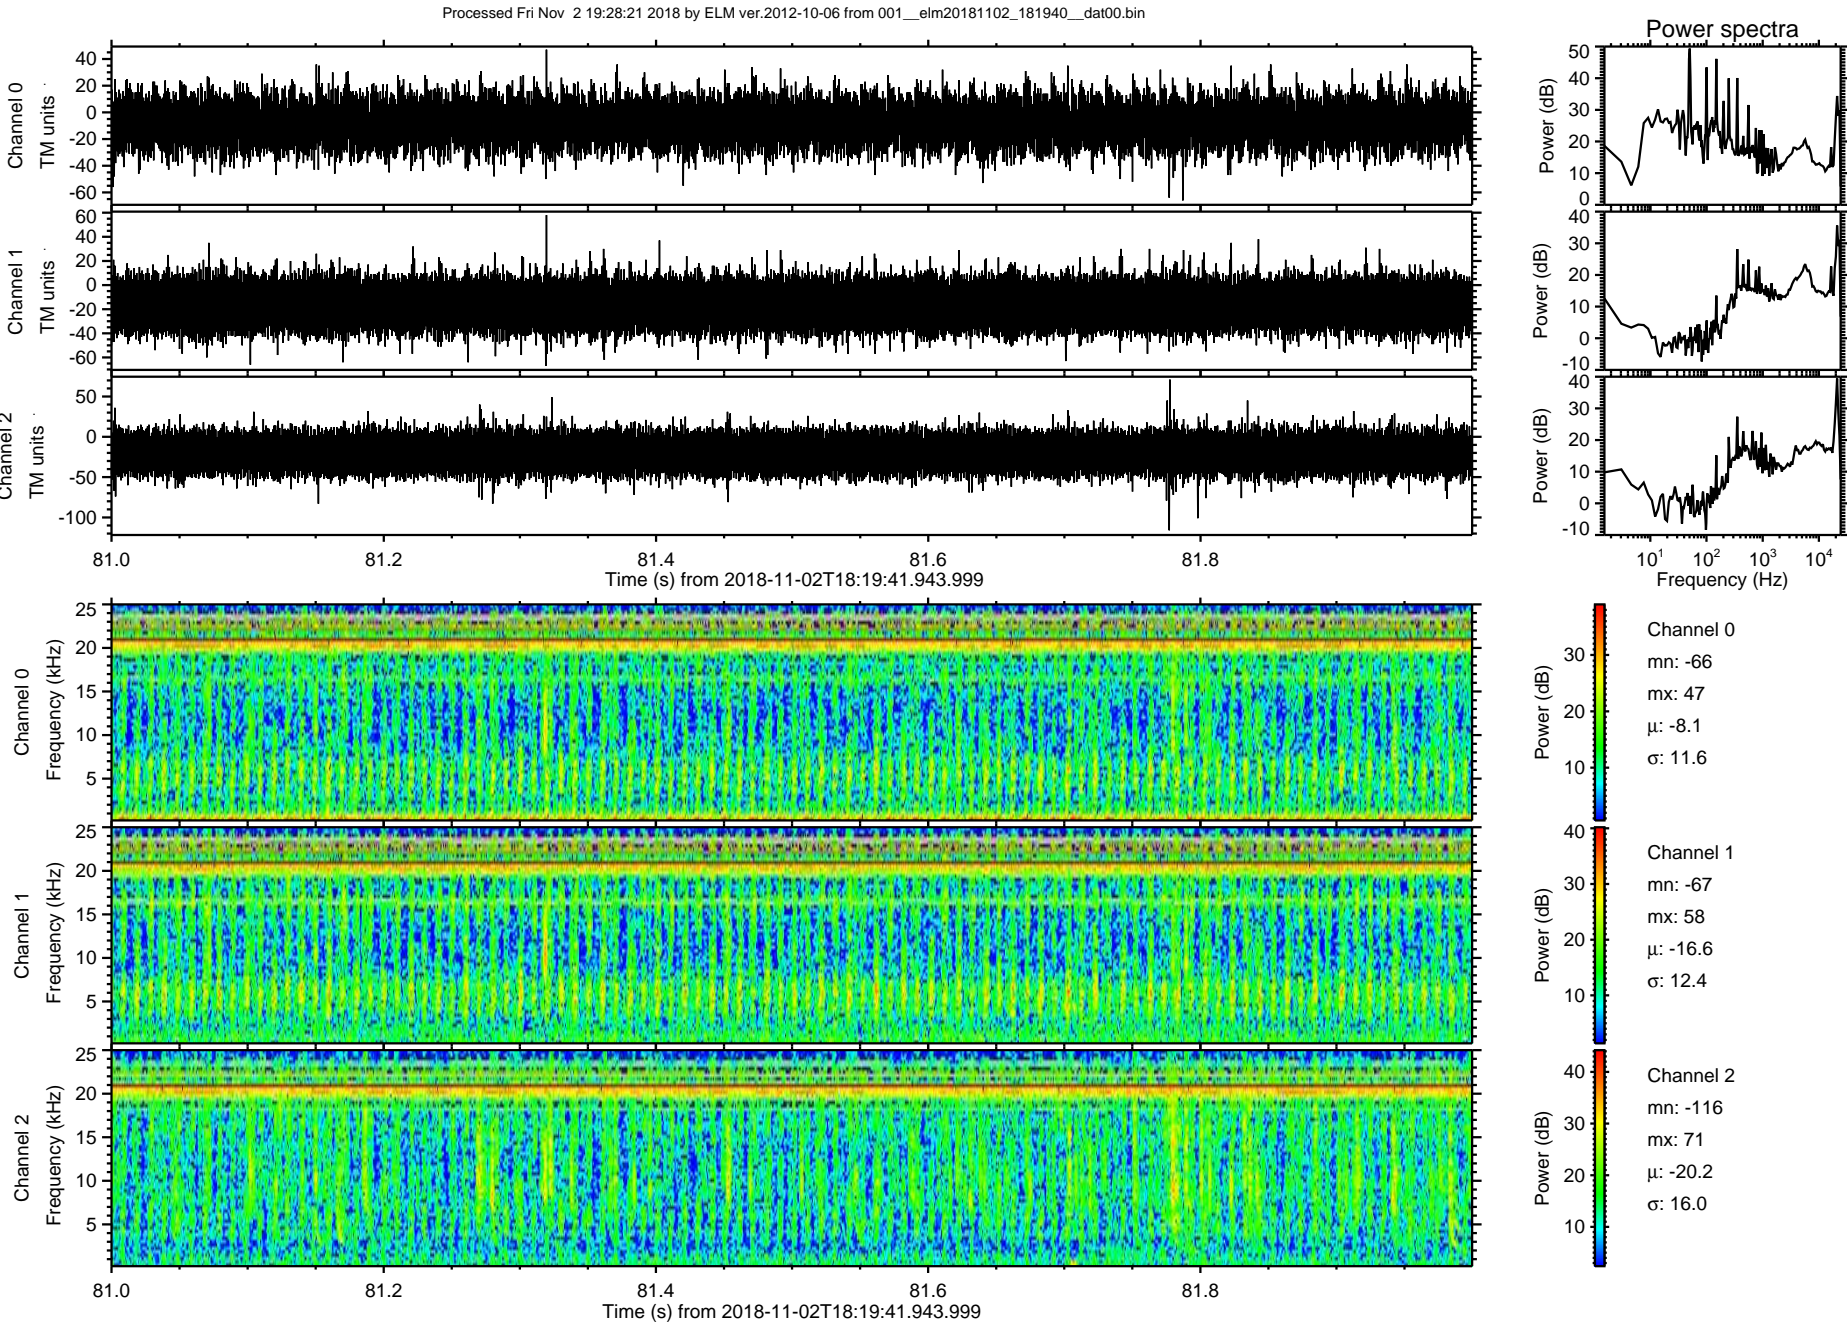 Processed Fri Nov  2 19:28:21 2018 by ELM ver.2012-10-06 from 001__elm20181102_181940__dat00.bin
Power spectra
Channel 0
TM units
40
20
0
-20
-40
-60
Power (dB)
50
40
30
20
10
0
Channel 1
TM units
60
40
20
0
-20
-40
-60
Power (dB)
40
30
20
10
0
-10
Channel 2
TM units
50
0
-50
-100
Power (dB)
40
30
20
10
0
-10
81.0 81.2 81.4 81.6 81.8
Time (s) from 2018-11-02T18:19:41.943.999
10^1 10^2 10^3 10^4
Frequency (Hz)
Channel 0
Frequency (kHz)
25
20
15
10
5
Power (dB)
30
20
10
Channel 0
mn: -66
mx: 47
μ: -8.1
σ: 11.6
Channel 1
Frequency (kHz)
25
20
15
10
5
Power (dB)
40
30
20
10
Channel 1
mn: -67
mx: 58
μ: -16.6
σ: 12.4
Channel 2
Frequency (kHz)
25
20
15
10
5
Power (dB)
40
30
20
10
Channel 2
mn: -116
mx: 71
μ: -20.2
σ: 16.0
81.0 81.2 81.4 81.6 81.8
Time (s) from 2018-11-02T18:19:41.943.999